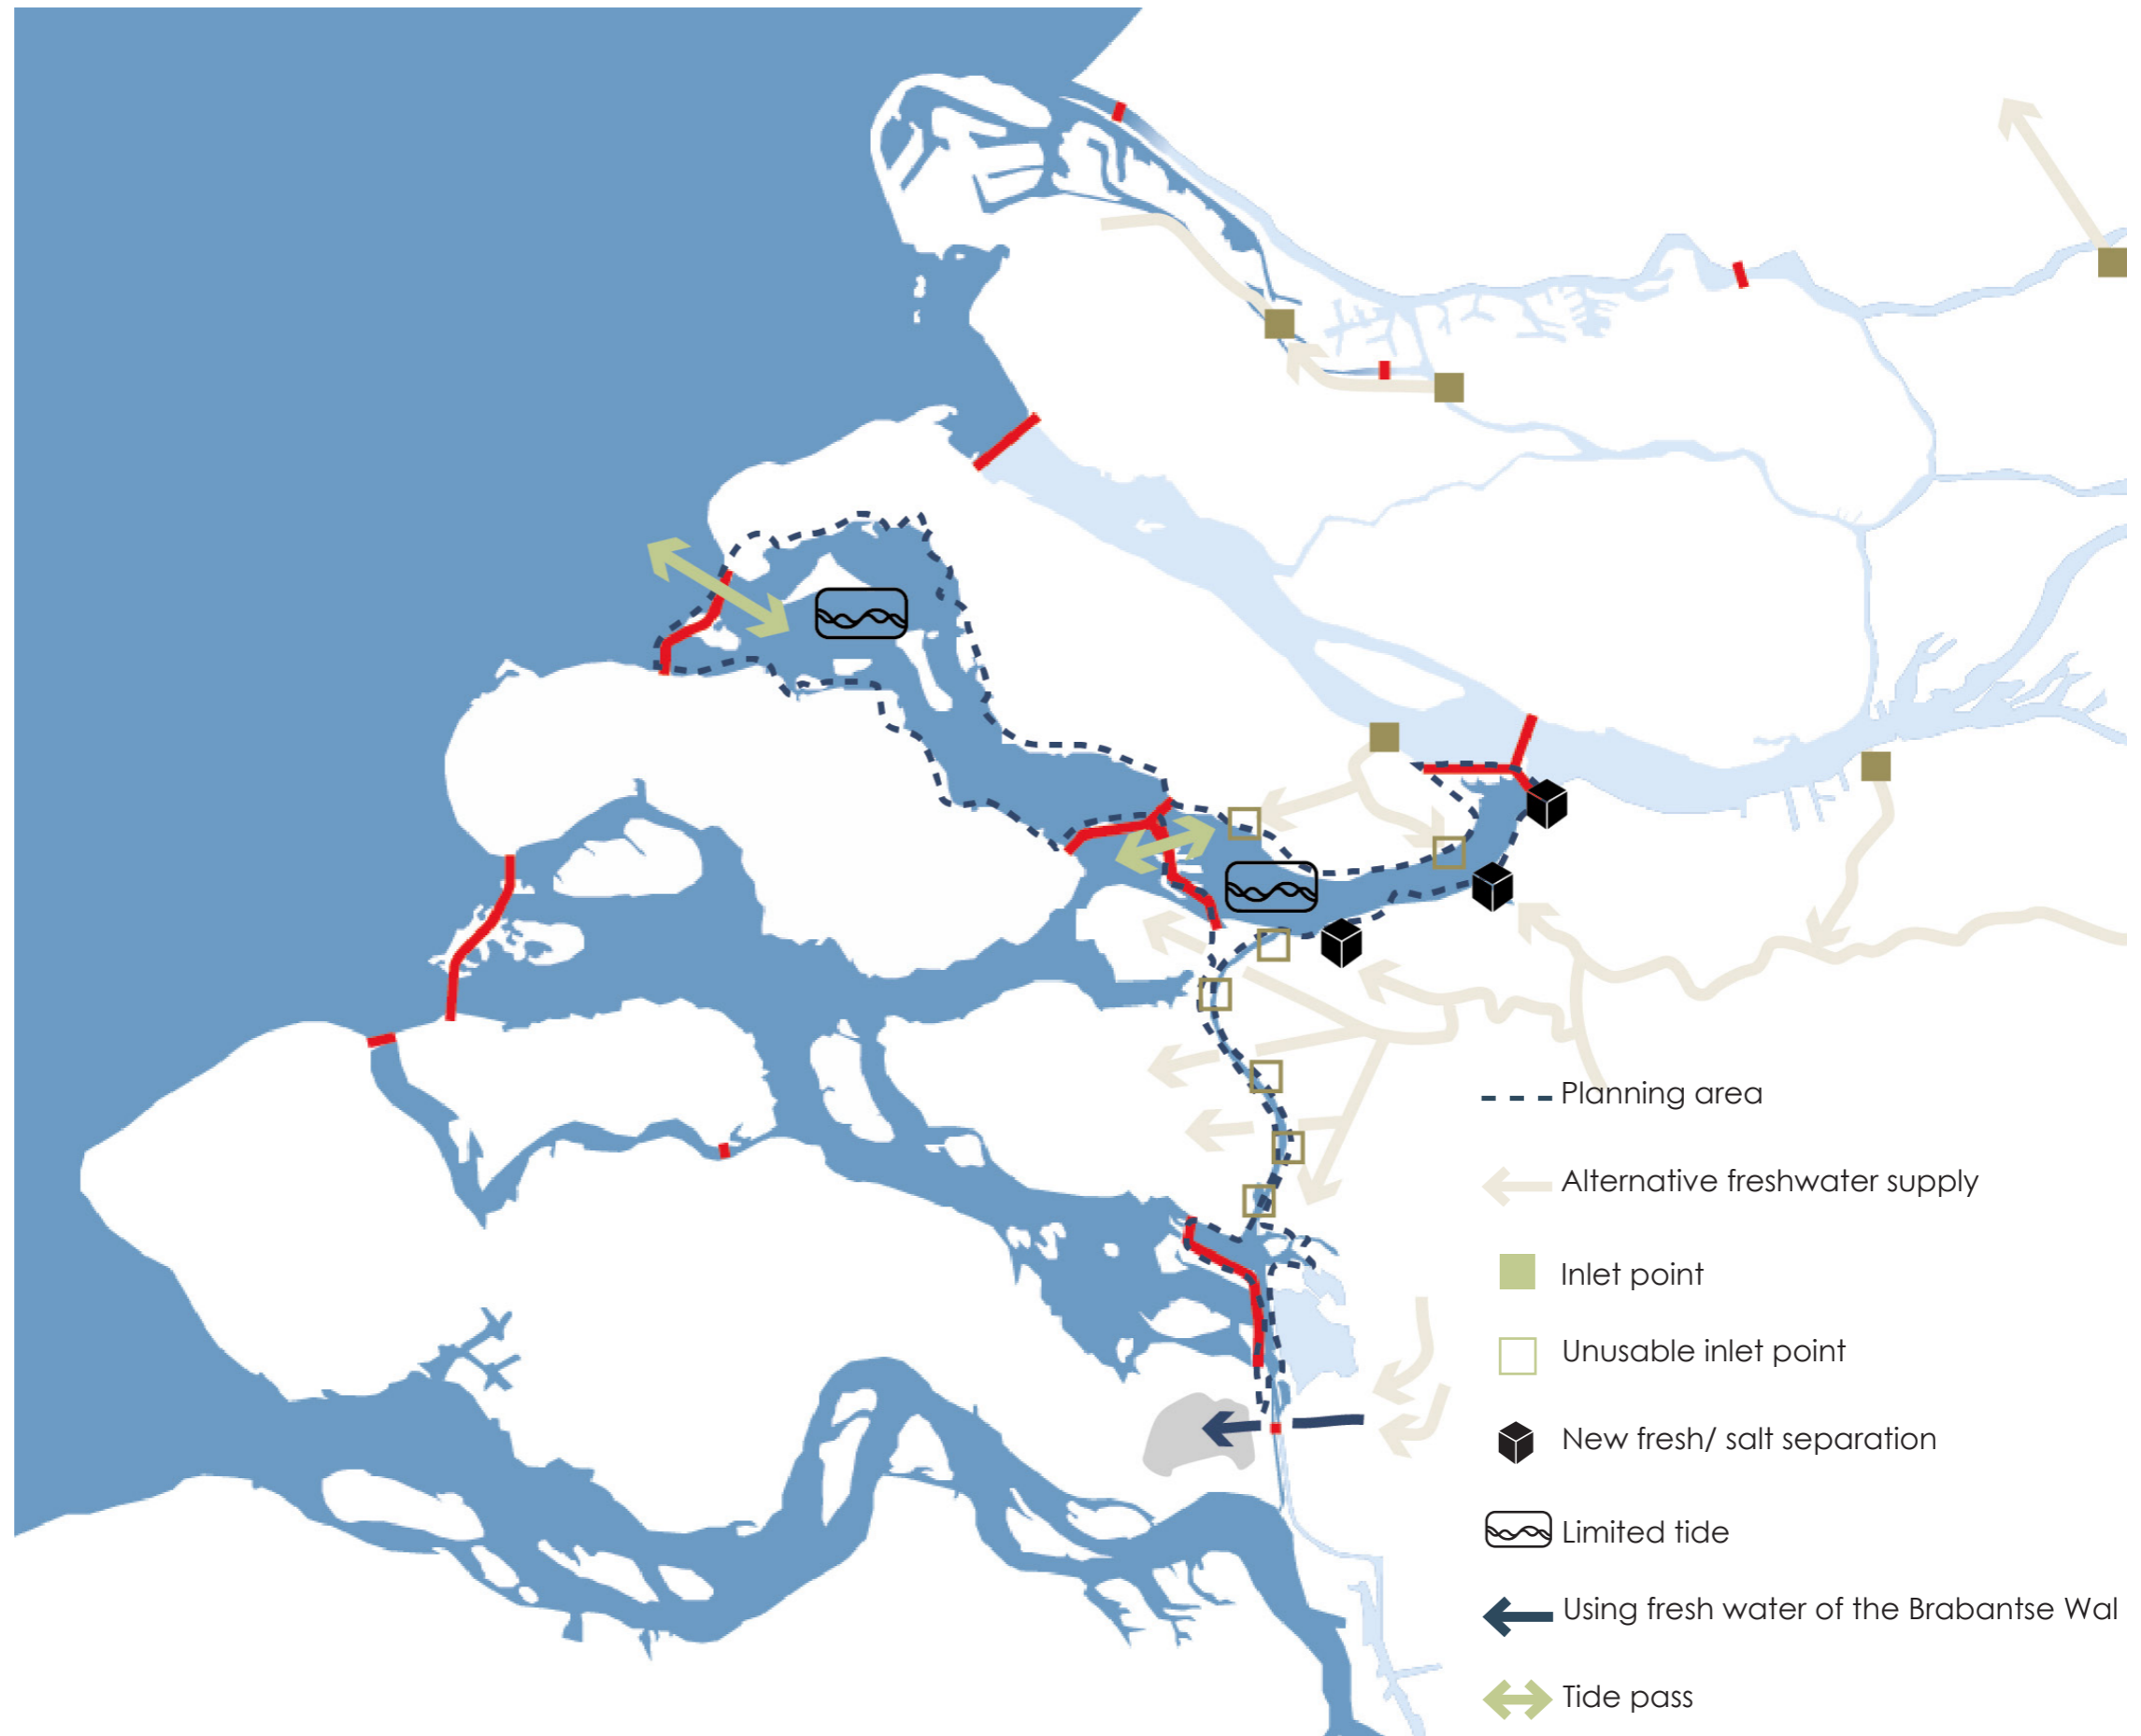 Planning area
Alternative freshwater supply
Inlet point
Unusable inlet point
New fresh/ salt separation
Limited tide
Using fresh water of the Brabantse Wal
Tide pass